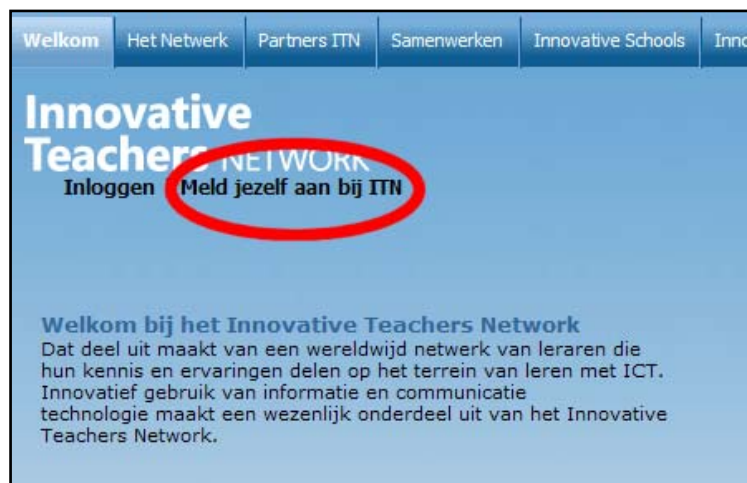 Welkom Het Netwerk Partners ITN Samenwerken Innovative Schools
Innovative
Teachers NETWORK
Inloggen Meld jezelf aan bij ITN
Welkom bij het Innovative Teachers Network
Dat deel uit maakt van een wereldwijd netwerk van leraren die
hun kennis en ervaringen delen op het terrein van leren met ICT.
Innovatief gebruik van informatie en communicatie
technologie maakt een wezenlijk onderdeel uit van het Innovative
Teachers Network.